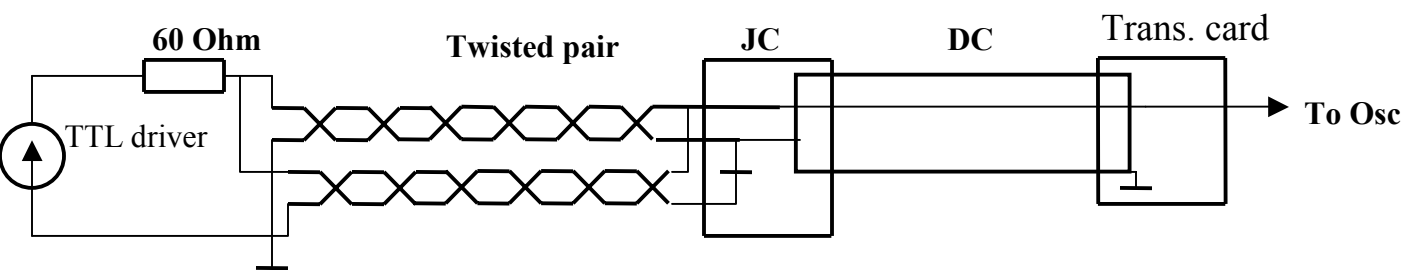 60 Ohm
Twisted pair
JC
DC
Trans. card
TTL driver
To Osc